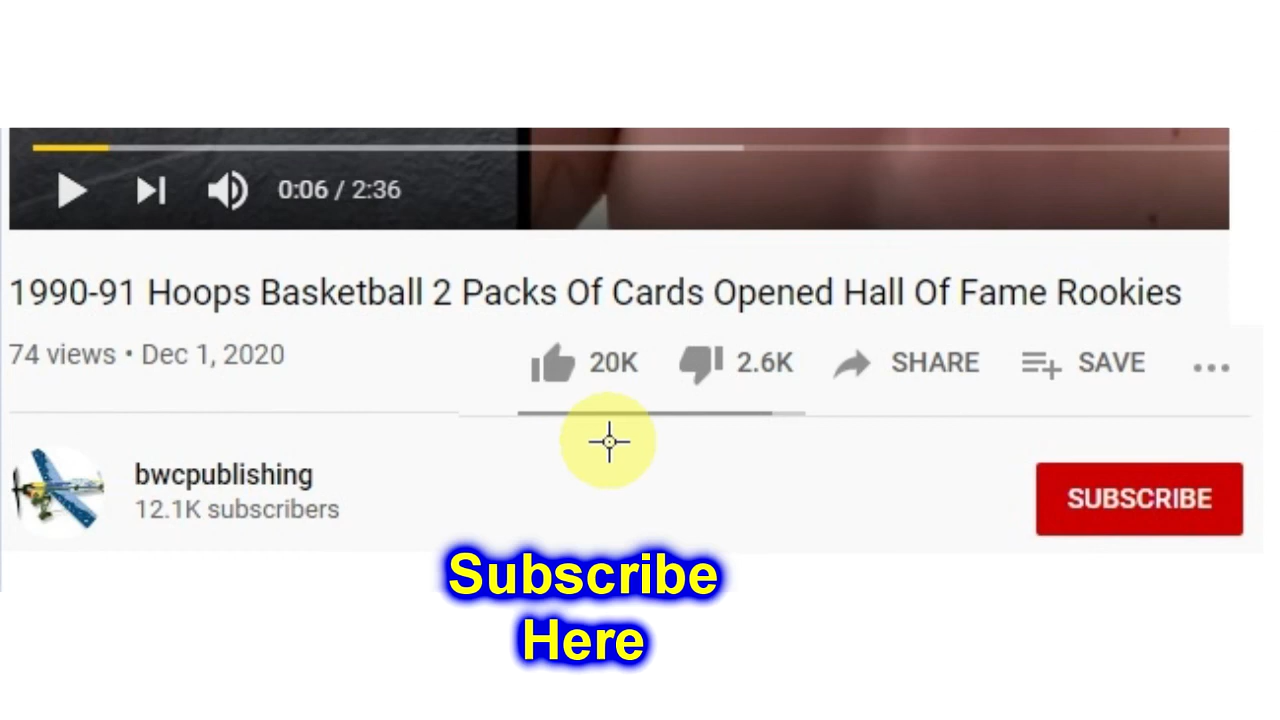 0:06 / 2:36
1990-91 Hoops Basketball 2 Packs Of Cards Opened Hall Of Fame Rookies
74 views • Dec 1, 2020
20K 2.6K SHARE SAVE
bwcpublishing
12.1K subscribers
SUBSCRIBE
Subscribe
Here